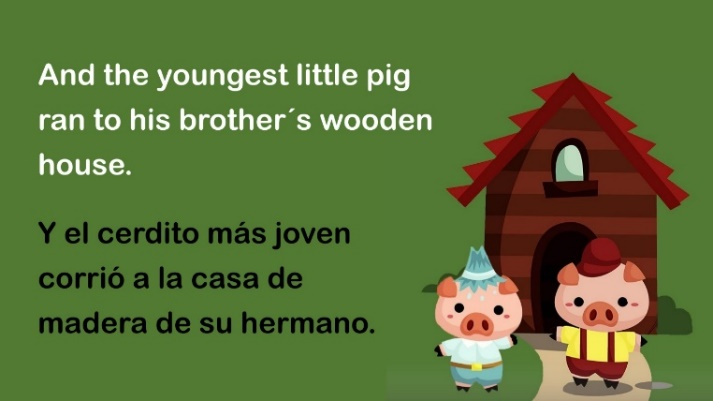 And the youngest little pig
ran to his brother´s wooden
house.
Y el cerdito más joven
corrió a la casa de
madera de su hermano.